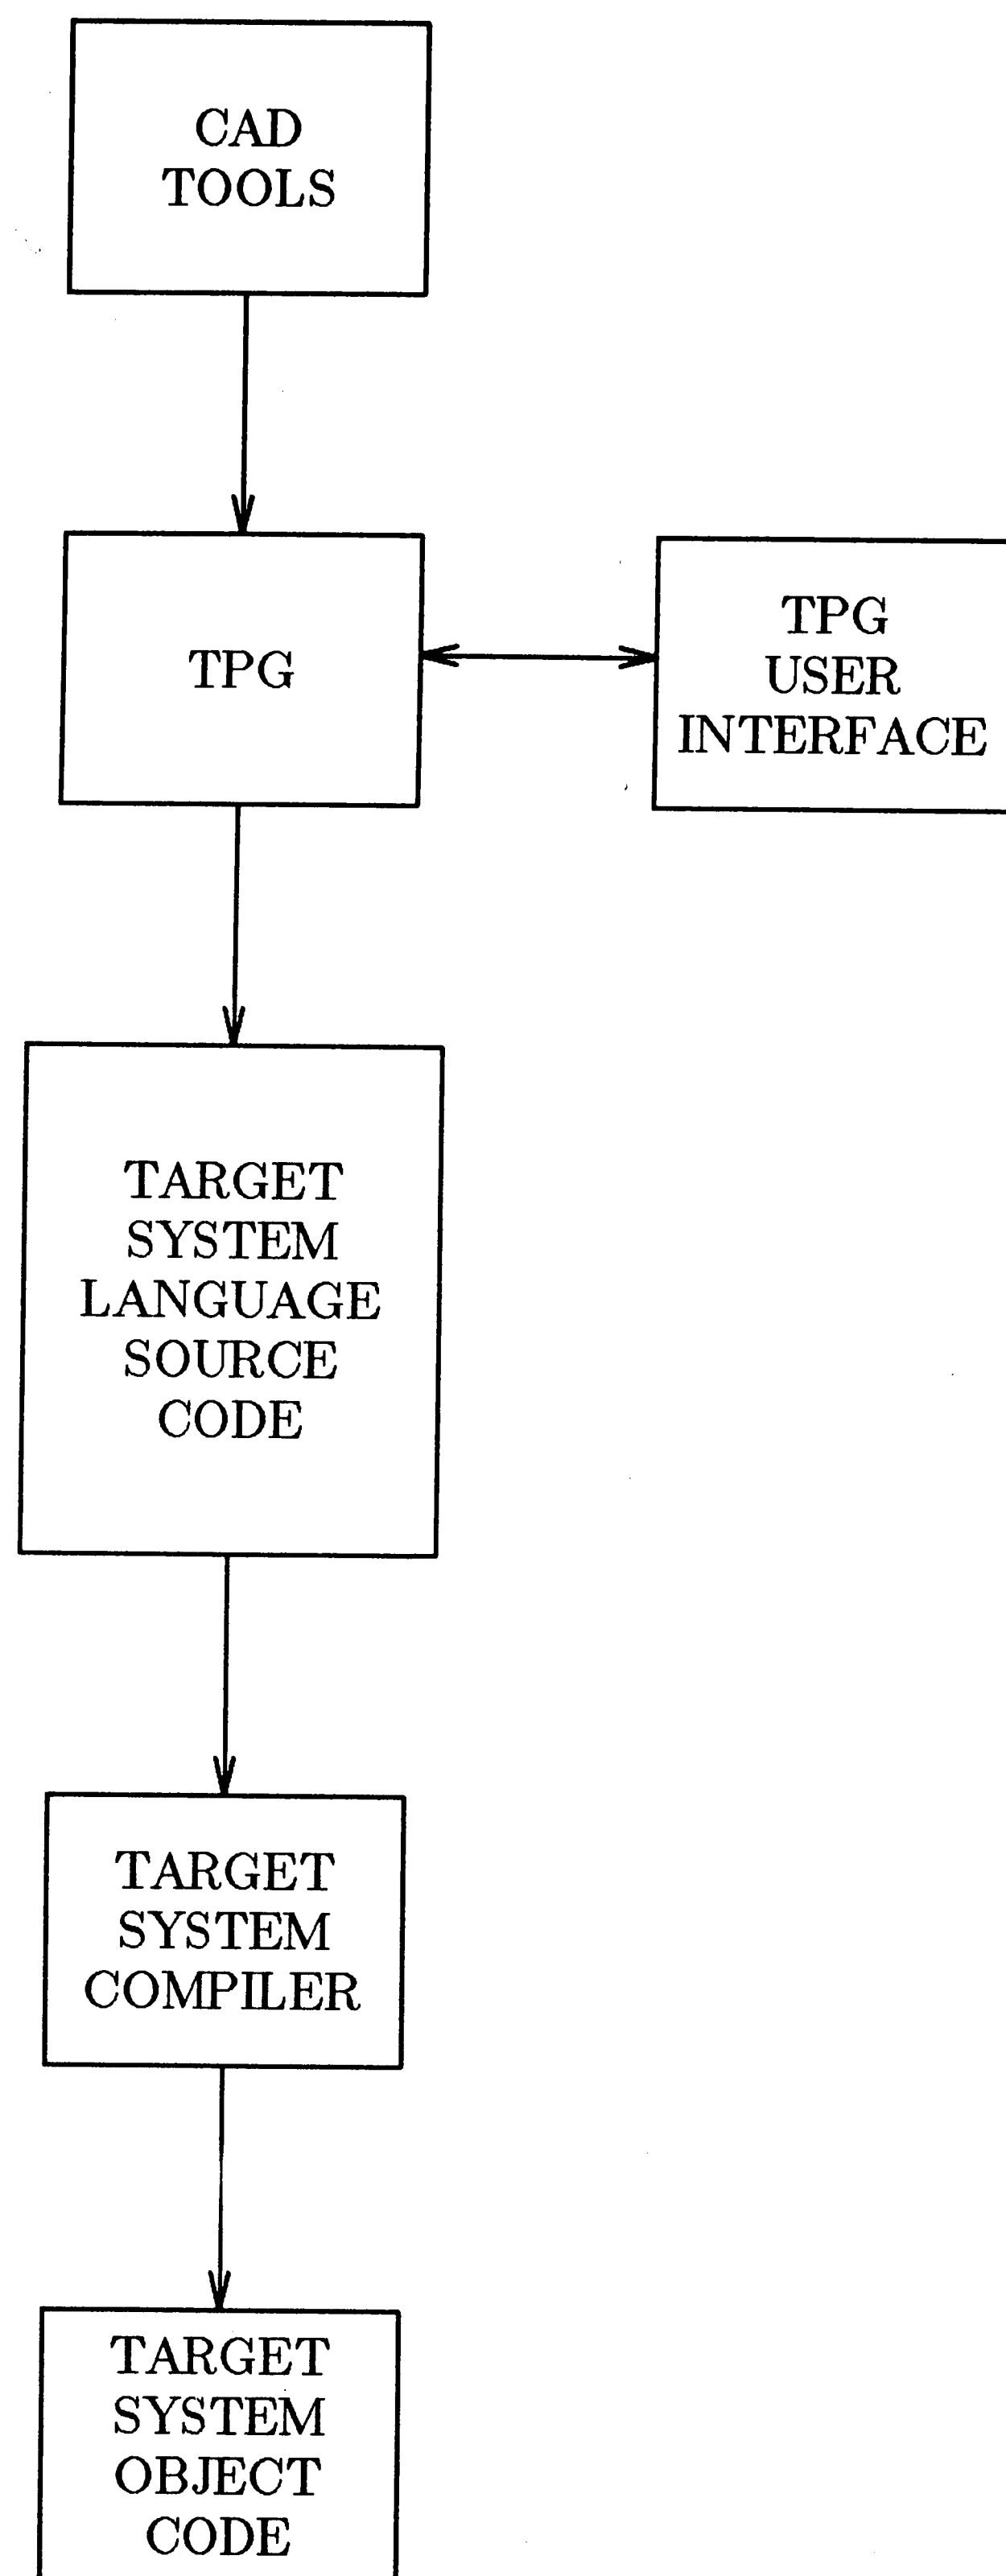 CAD
TOOLS
TPG
TPG
USER
INTERFACE
TARGET
SYSTEM
LANGUAGE
SOURCE
CODE
TARGET
SYSTEM
COMPILER
TARGET
SYSTEM
OBJECT
CODE